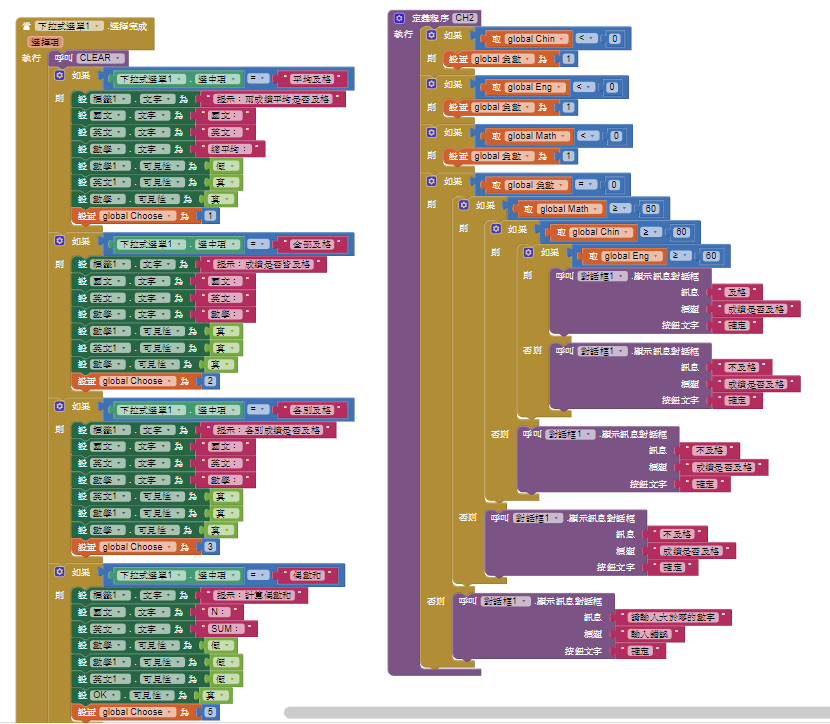 當 下拉式選單1 .選擇完成
選擇項
執行 呼叫 CLEAR
如果 下拉式選單1 . 選中項 = " 平均及格 "
則 設 標籤1 . 文字 為 " 提示：兩成績平均是否及格 "
設 國文 . 文字 為 " 國文： "
設 英文 . 文字 為 " 英文： "
設 數學 . 文字 為 " 總平均： "
設 數學1 . 可見性 為 假
設 英文1 . 可見性 為 真
設 數學 . 可見性 為 真
設置 global Choose 為 1
如果 下拉式選單1 . 選中項 = " 全部及格 "
則 設 標籤1 . 文字 為 " 提示：成績是否皆及格 "
設 國文 . 文字 為 " 國文： "
設 英文 . 文字 為 " 英文： "
設 數學 . 文字 為 " 數學： "
設 數學1 . 可見性 為 真
設 英文1 . 可見性 為 真
設 數學 . 可見性 為 真
設置 global Choose 為 2
如果 下拉式選單1 . 選中項 = " 各別及格 "
則 設 標籤1 . 文字 為 " 提示：各別成績是否及格 "
設 國文 . 文字 為 " 國文： "
設 英文 . 文字 為 " 英文： "
設 數學 . 文字 為 " 數學： "
設 英文1 . 可見性 為 真
設 數學1 . 可見性 為 真
設 數學 . 可見性 為 真
設置 global Choose 為 3
如果 下拉式選單1 . 選中項 = " 偶數和 "
則 設 標籤1 . 文字 為 " 提示：計算偶數和 "
設 國文 . 文字 為 " N： "
設 英文 . 文字 為 " SUM： "
設 數學 . 可見性 為 假
設 數學1 . 可見性 為 假
設 英文1 . 可見性 為 假
設 OK . 可見性 為 真
設置 global Choose 為 5
定義程序 CH2
執行 如果 取 global Chin < 0
則 設置 global 負數 為 1
如果 取 global Eng < 0
則 設置 global 負數 為 1
如果 取 global Math < 0
則 設置 global 負數 為 1
如果 取 global 負數 = 0
則 如果 取 global Math ≥ 60
則 如果 取 global Chin ≥ 60
則 如果 取 global Eng ≥ 60
則 呼叫 對話框1 .顯示訊息對話框
訊息 " 及格 "
標題 " 成績是否及格 "
按鈕文字 " 確定 "
否則 呼叫 對話框1 .顯示訊息對話框
訊息 " 不及格 "
標題 " 成績是否及格 "
按鈕文字 " 確定 "
否則 呼叫 對話框1 .顯示訊息對話框
訊息 " 不及格 "
標題 " 成績是否及格 "
按鈕文字 " 確定 "
否則 呼叫 對話框1 .顯示訊息對話框
訊息 " 不及格 "
標題 " 成績是否及格 "
按鈕文字 " 確定 "
否則 呼叫 對話框1 .顯示訊息對話框
訊息 " 請輸入大於零的數字 "
標題 " 輸入錯誤 "
按鈕文字 " 確定 "